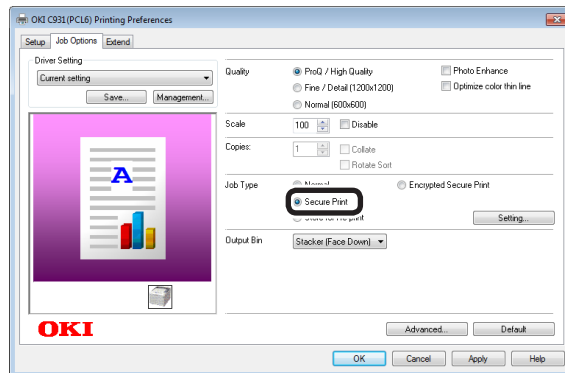 OKI C931(PCL6) Printing Preferences
Setup Job Options Extend
Driver Setting
Current setting
Save... Management...
A
OKI
Quality ProQ / High Quality Photo Enhance
Fine / Detail (1200x1200) Optimize color thin line
Normal (600x600)
Scale 100 Disable
Copies: 1 Collate
Rotate Sort
Job Type Normal Encrypted Secure Print
Secure Print
Setting...
Output Bin Stacker (Face Down)
Advanced... Default
OK Cancel Apply Help